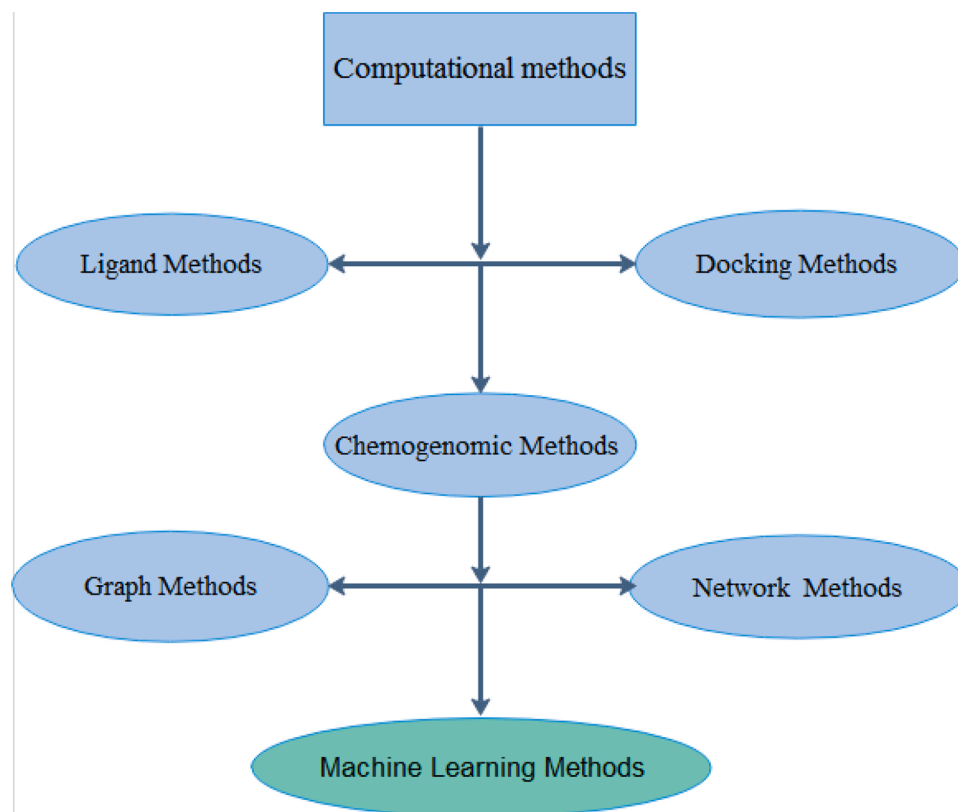 Computational methods
Ligand Methods
Docking Methods
Chemogenomic Methods
Graph Methods
Network  Methods
Machine Learning Methods